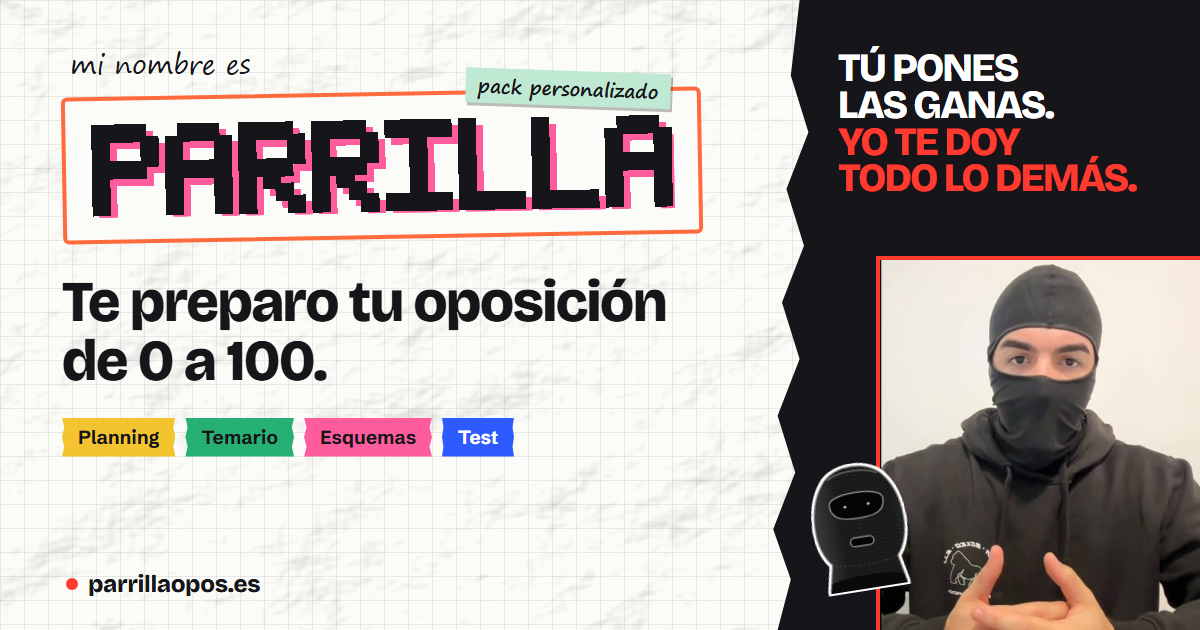 mi nombre es
pack personalizado
PARRILLA
Te preparo tu oposición
de 0 a 100.
Planning
Temario
Esquemas
Test
parrillaopos.es
TÚ PONES
LAS GANAS.
YO TE DOY
TODO LO DEMÁS.